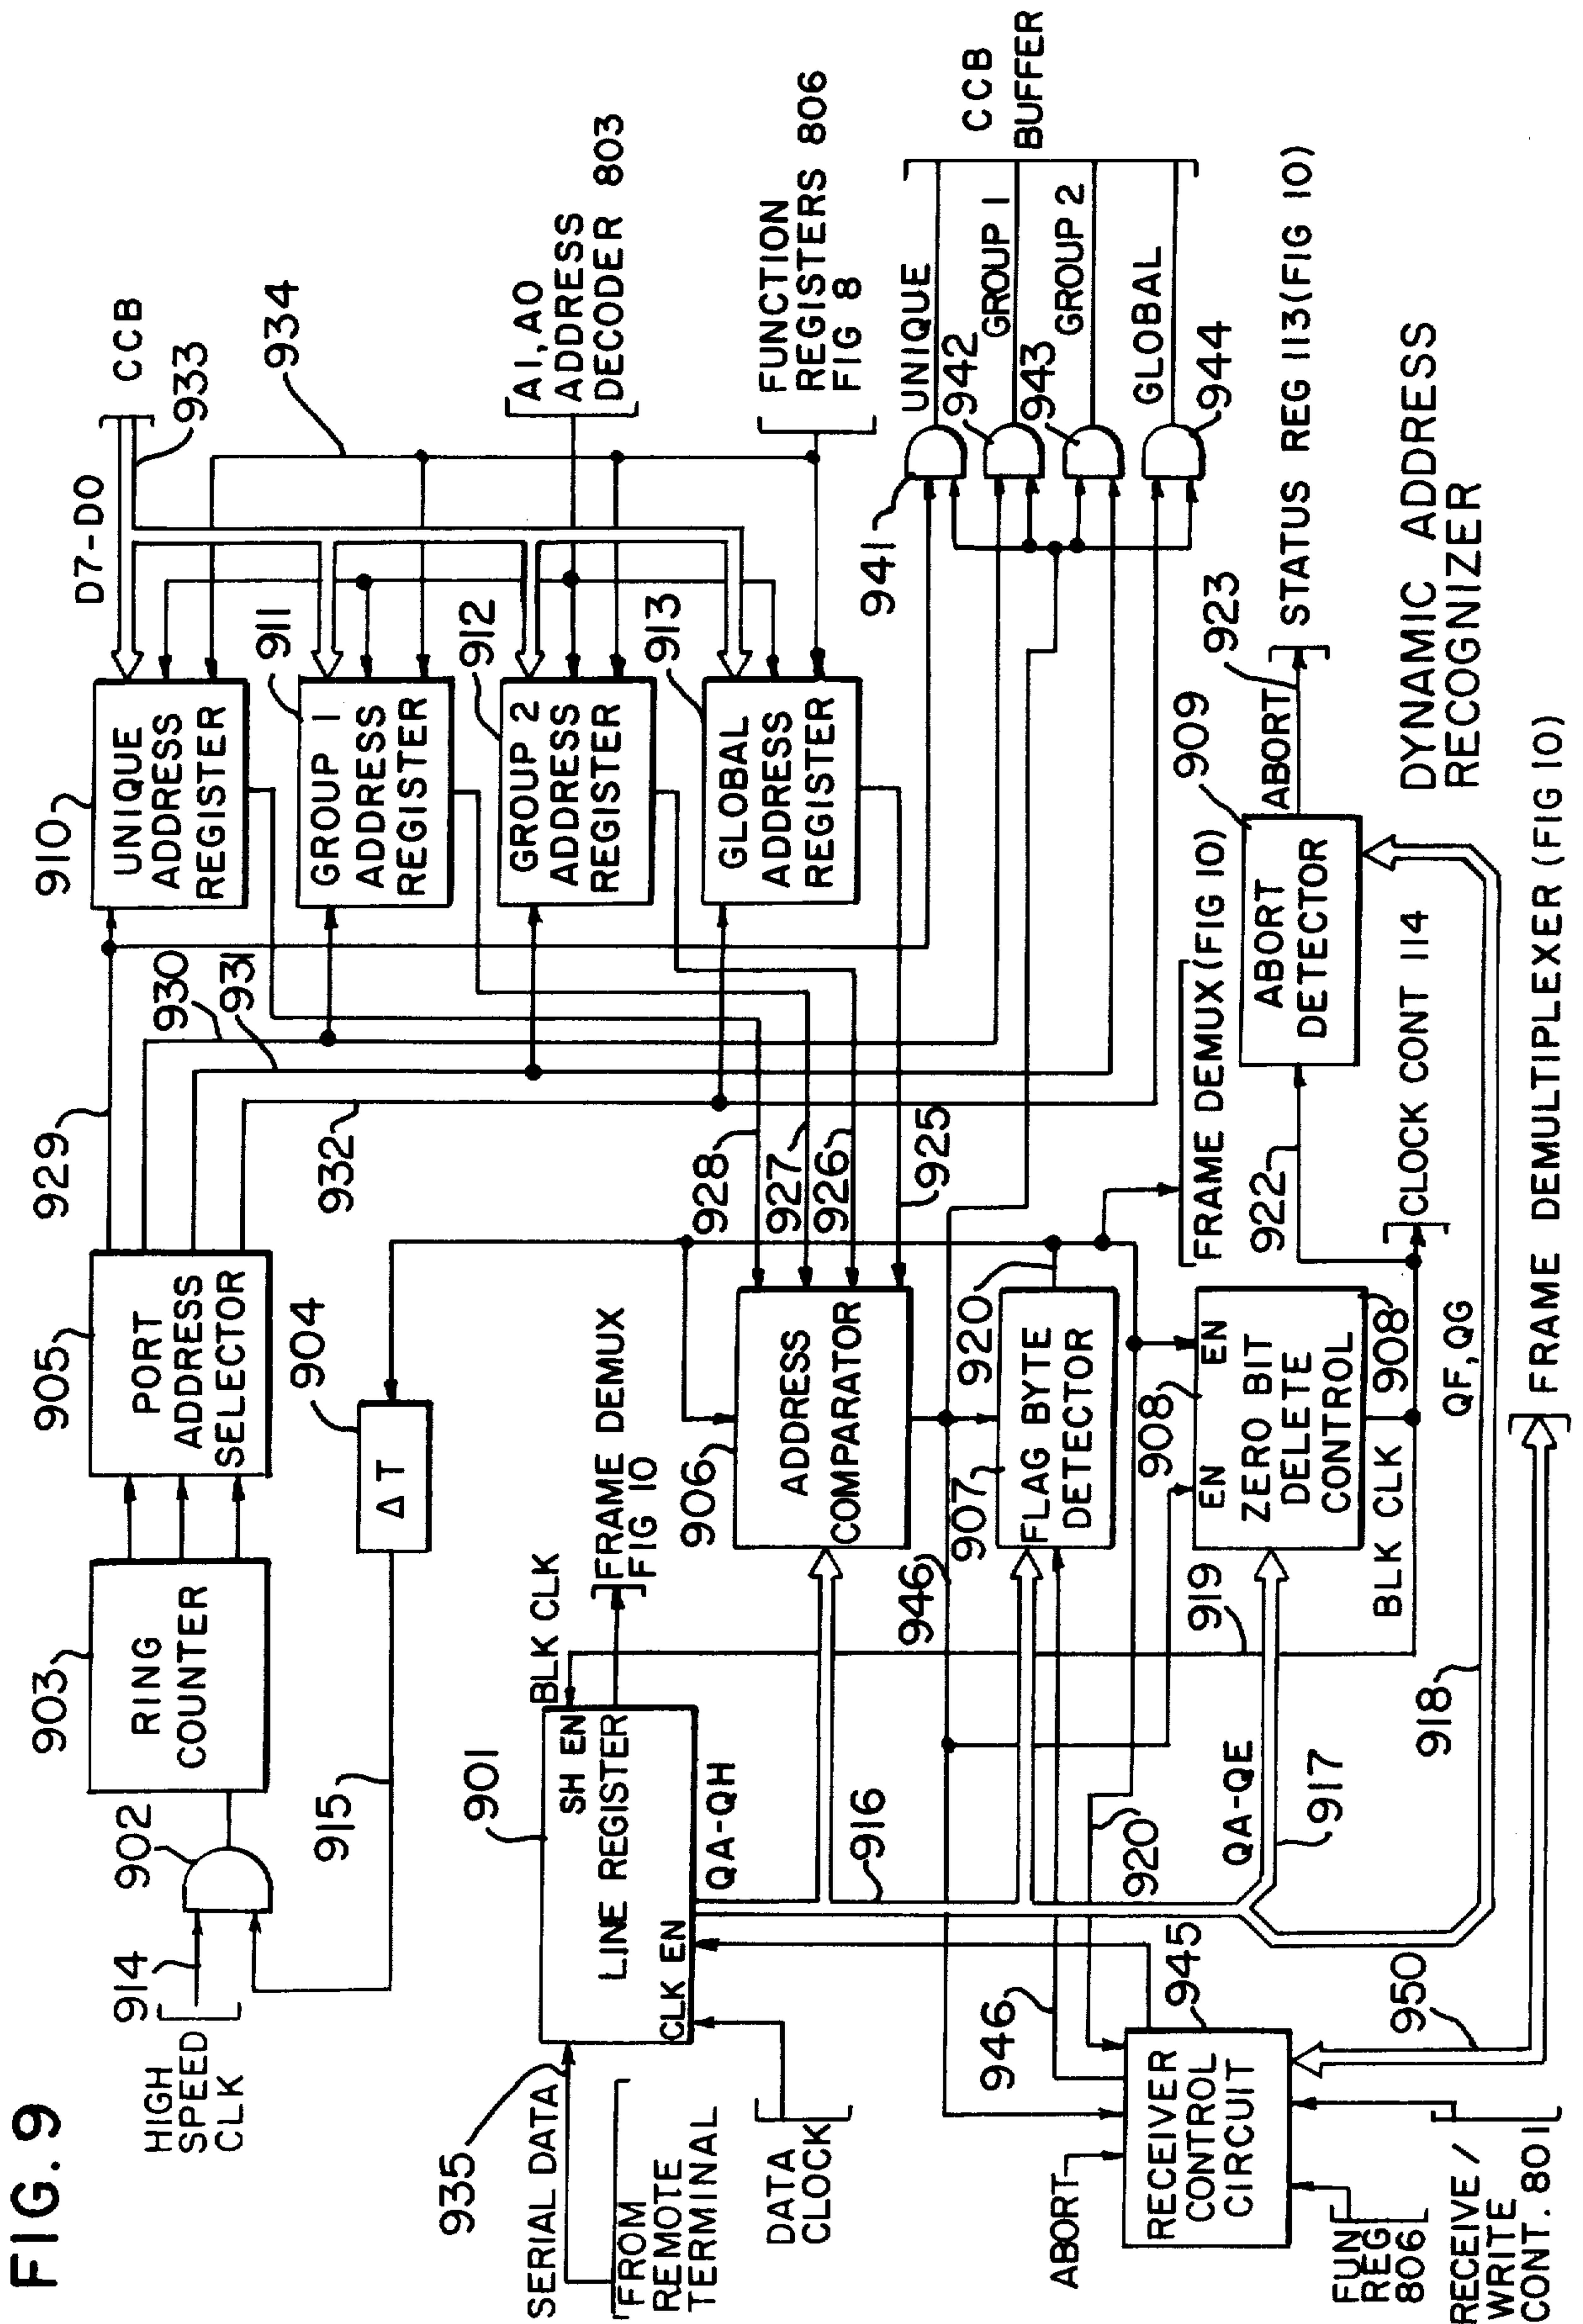 FIG. 9
HIGH
SPEED
CLK
914
902
903
RING
COUNTER
905
PORT
ADDRESS
SELECTOR
904
Δ T
915
929
930
931
932
910
UNIQUE
ADDRESS
REGISTER
911
GROUP 1
ADDRESS
REGISTER
912
GROUP 2
ADDRESS
REGISTER
913
GLOBAL
ADDRESS
REGISTER
D7-D0
CCB
933
934
A1, A0
ADDRESS
DECODER 803
FUNCTION
REGISTERS 806
FIG 8
935
SERIAL DATA
FROM
REMOTE
TERMINAL
DATA
CLOCK
901
SH EN
LINE REGISTER
CLK EN
QA-QH
BLK CLK
FRAME DEMUX
FIG 10
906
ADDRESS
COMPARATOR
928
927
926
925
916
946
907
FLAG BYTE
DETECTOR
920
908
EN
EN
ZERO BIT
DELETE
CONTROL
908
919
BLK CLK
QA-QE
917
918
QF, QG
920
946
945
RECEIVER
CONTROL
CIRCUIT
ABORT
FUN
REG
806
RECEIVE /
WRITE
CONT. 801
950
FRAME DEMULTIPLEXER (FIG 10)
CLOCK CONT 114
922
FRAME DEMUX (FIG 10)
909
ABORT
DETECTOR
ABORT
923
STATUS REG 113 (FIG 10)
941
942
943
944
UNIQUE
GROUP 1
GROUP 2
GLOBAL
CCB
BUFFER
DYNAMIC ADDRESS
RECOGNIZER